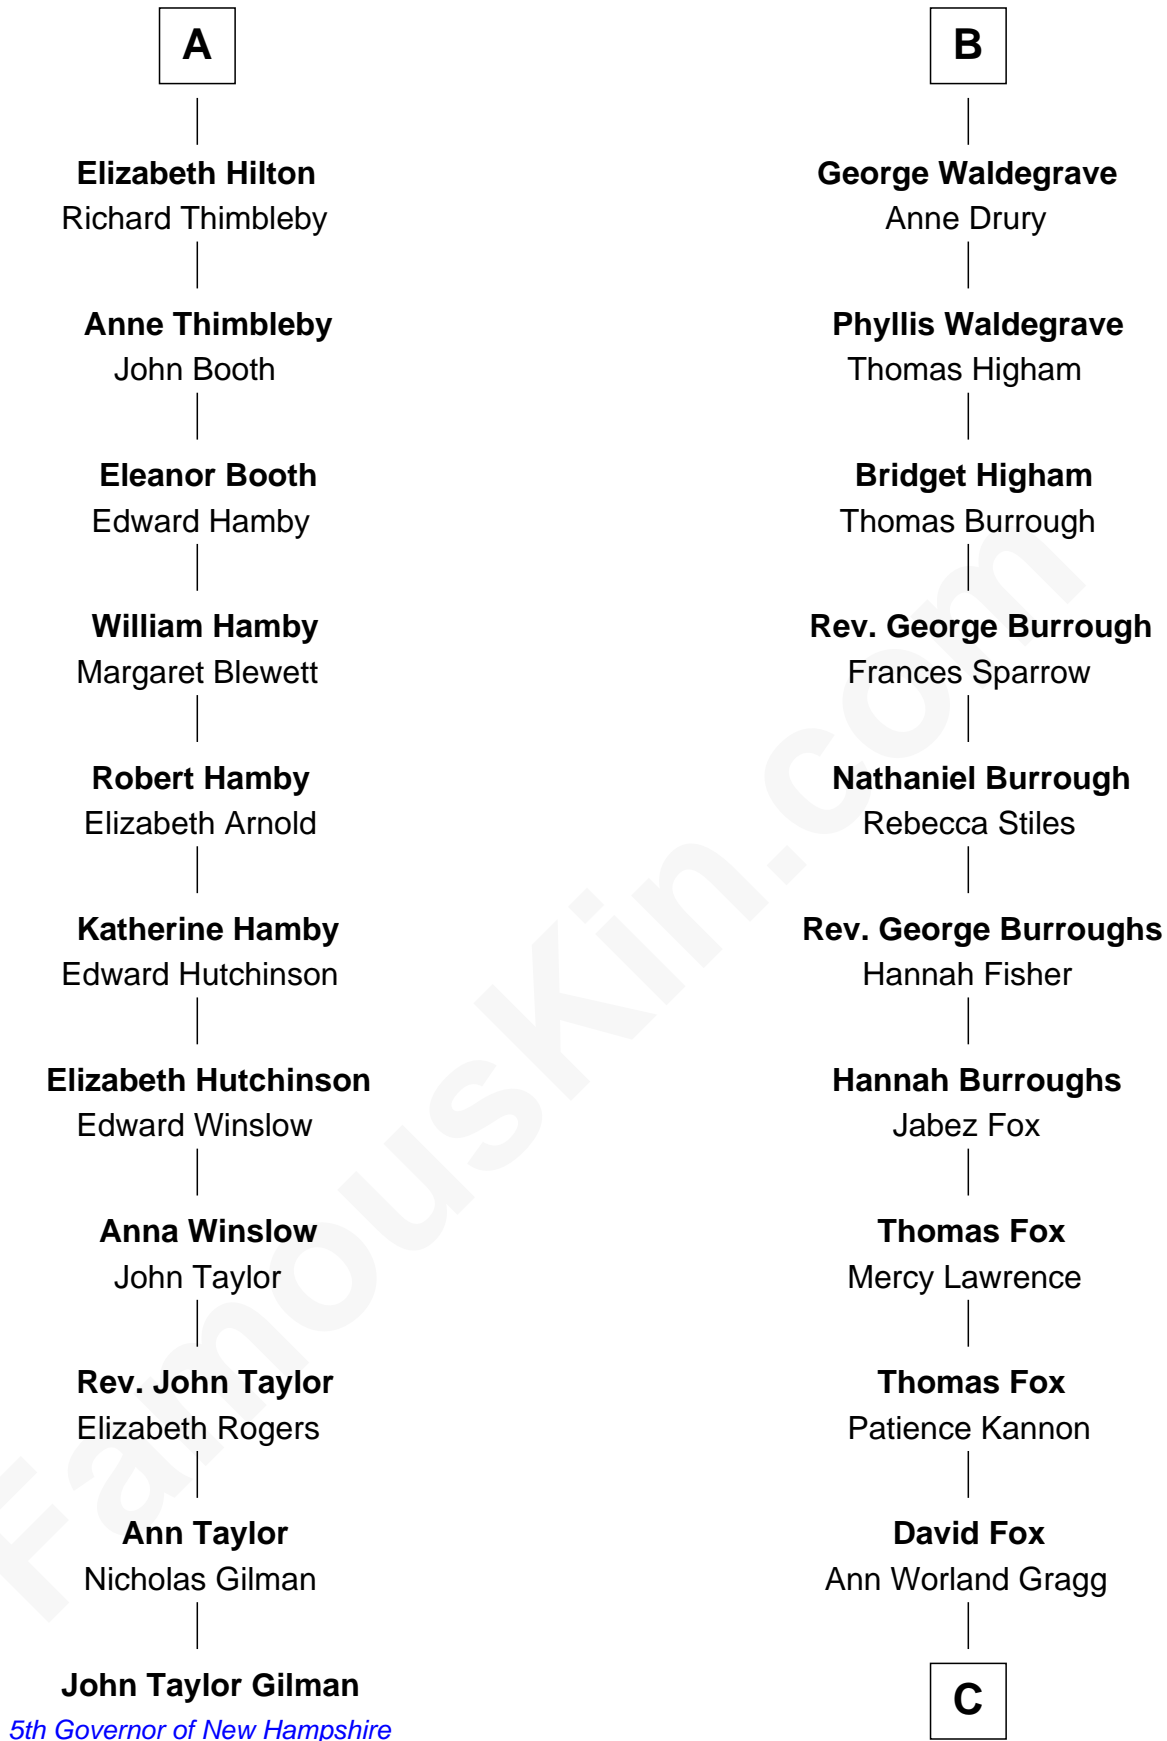 A
Elizabeth Hilton
Richard Thimbleby
Anne Thimbleby
John Booth
Eleanor Booth
Edward Hamby
William Hamby
Margaret Blewett
Robert Hamby
Elizabeth Arnold
Katherine Hamby
Edward Hutchinson
Elizabeth Hutchinson
Edward Winslow
Anna Winslow
John Taylor
Rev. John Taylor
Elizabeth Rogers
Ann Taylor
Nicholas Gilman
John Taylor Gilman
5th Governor of New Hampshire
B
George Waldegrave
Anne Drury
Phyllis Waldegrave
Thomas Higham
Bridget Higham
Thomas Burrough
Rev. George Burrough
Frances Sparrow
Nathaniel Burrough
Rebecca Stiles
Rev. George Burroughs
Hannah Fisher
Hannah Burroughs
Jabez Fox
Thomas Fox
Mercy Lawrence
Thomas Fox
Patience Kannon
David Fox
Ann Worland Gragg
C
FamousKin.com